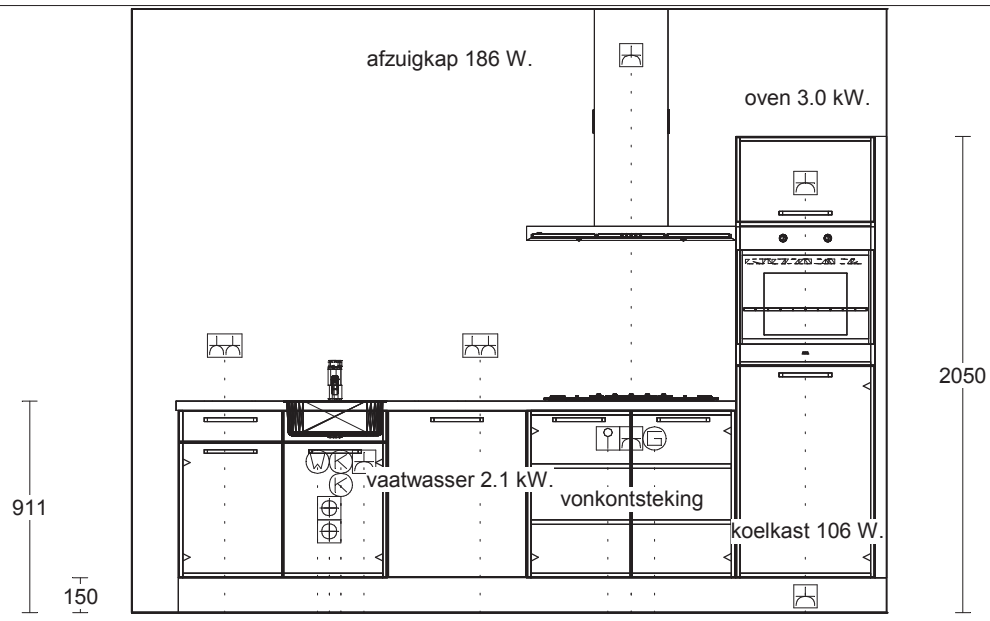 afzuigkap 186 W.
oven 3.0 kW.
2050
W K
vaatwasser 2.1 kW.
K
G
vonkontsteking
koelkast 106 W.
911
150